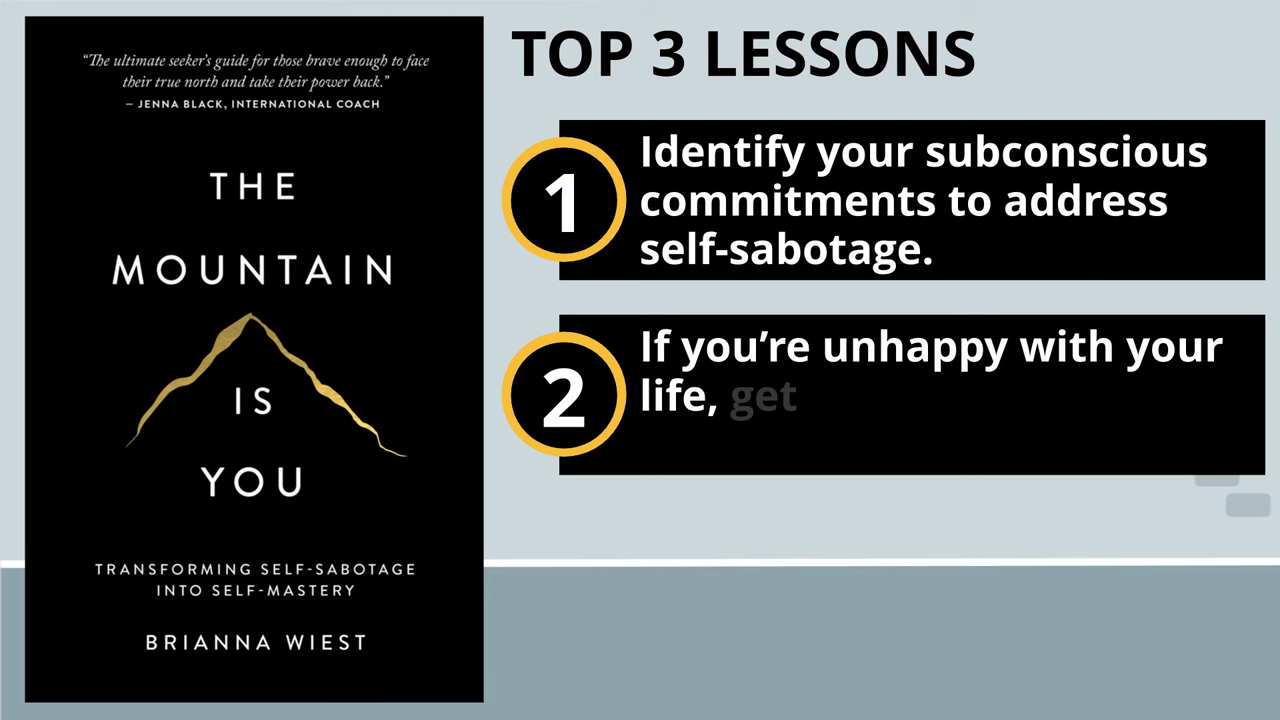 “The ultimate seeker’s guide for those brave enough to face
their true north and take their power back.”
– JENNA BLACK, INTERNATIONAL COACH
THE
MOUNTAIN
IS
YOU
TRANSFORMING SELF-SABOTAGE
INTO SELF-MASTERY
BRIANNA WIEST
TOP 3 LESSONS
1
Identify your subconscious
commitments to address
self-sabotage.
2
If you’re unhappy with your
life, get